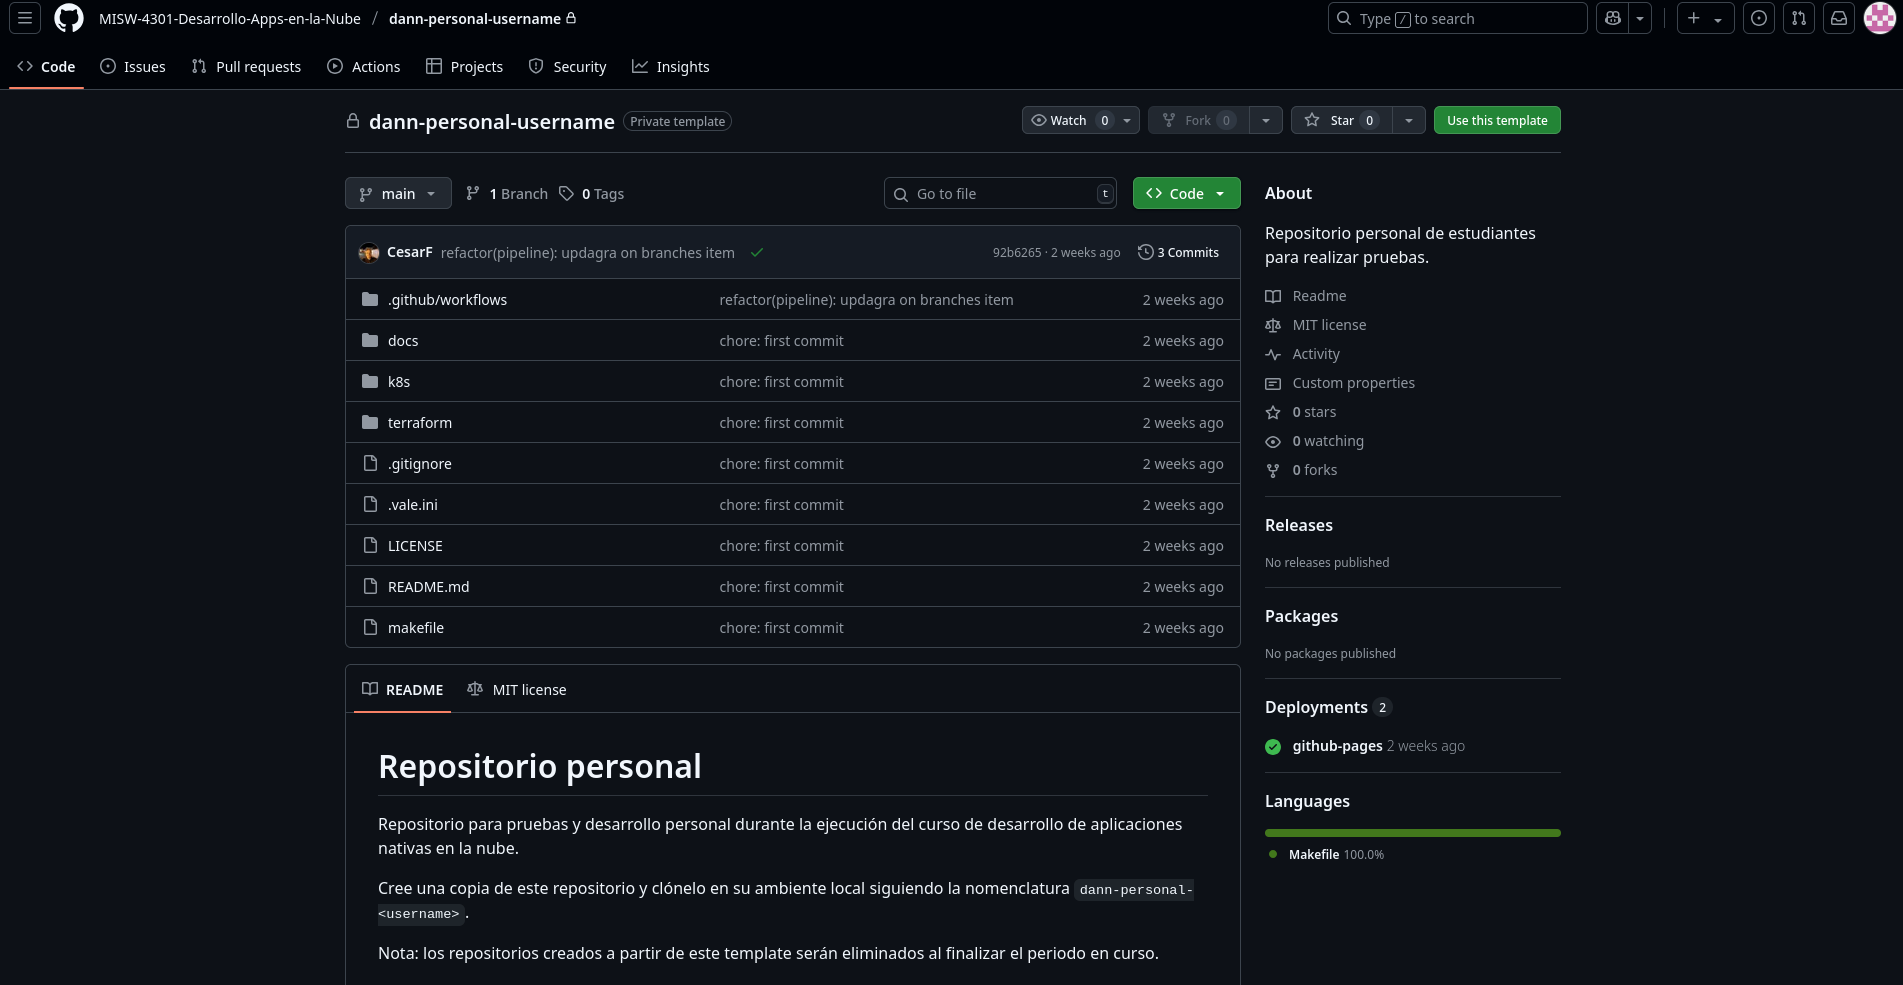 MISW-4301-Desarrollo-Apps-en-la-Nube / dann-personal-username
Type / to search
Code Issues Pull requests Actions Projects Security Insights
dann-personal-username Private template
Watch 0 Fork 0 Star 0 Use this template
main 1 Branch 0 Tags Go to file t Code
CesarF refactor(pipeline): updagra on branches item 92b6265 · 2 weeks ago 3 Commits
.github/workflows refactor(pipeline): updagra on branches item 2 weeks ago
docs chore: first commit 2 weeks ago
k8s chore: first commit 2 weeks ago
terraform chore: first commit 2 weeks ago
.gitignore chore: first commit 2 weeks ago
.vale.ini chore: first commit 2 weeks ago
LICENSE chore: first commit 2 weeks ago
README.md chore: first commit 2 weeks ago
makefile chore: first commit 2 weeks ago
README MIT license
Repositorio personal
Repositorio para pruebas y desarrollo personal durante la ejecución del curso de desarrollo de aplicaciones
nativas en la nube.
Cree una copia de este repositorio y clónelo en su ambiente local siguiendo la nomenclatura dann-personal-
<username>.
Nota: los repositorios creados a partir de este template serán eliminados al finalizar el periodo en curso.
About
Repositorio personal de estudiantes
para realizar pruebas.
Readme
MIT license
Activity
Custom properties
0 stars
0 watching
0 forks
Releases
No releases published
Packages
No packages published
Deployments 2
github-pages 2 weeks ago
Languages
Makefile 100.0%